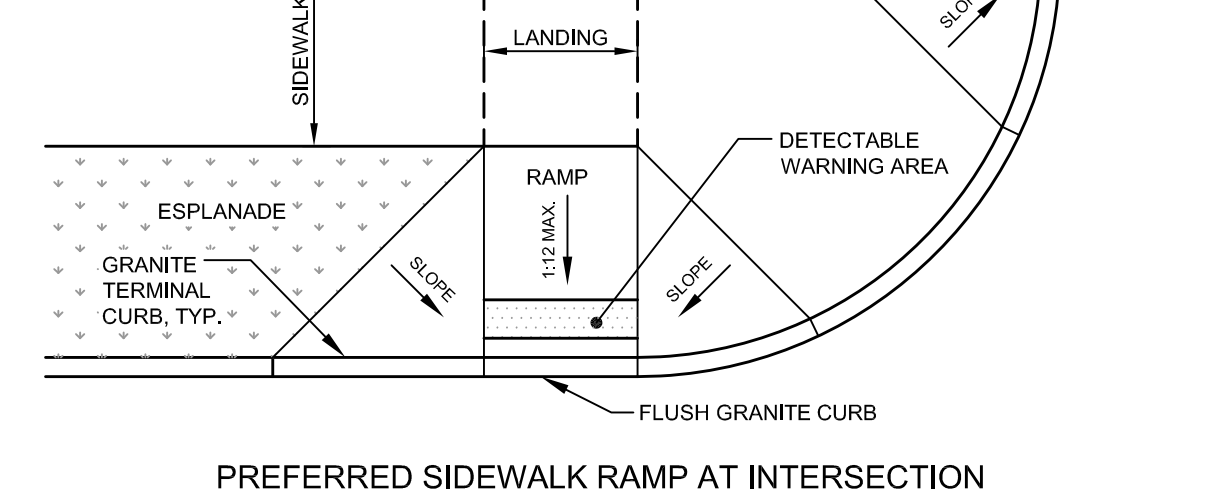 SIDEWALK
LANDING
SLOPE
DETECTABLE
WARNING AREA
RAMP
1:12 MAX.
ESPLANADE
GRANITE
TERMINAL
CURB, TYP.
SLOPE
SLOPE
FLUSH GRANITE CURB
PREFERRED SIDEWALK RAMP AT INTERSECTION